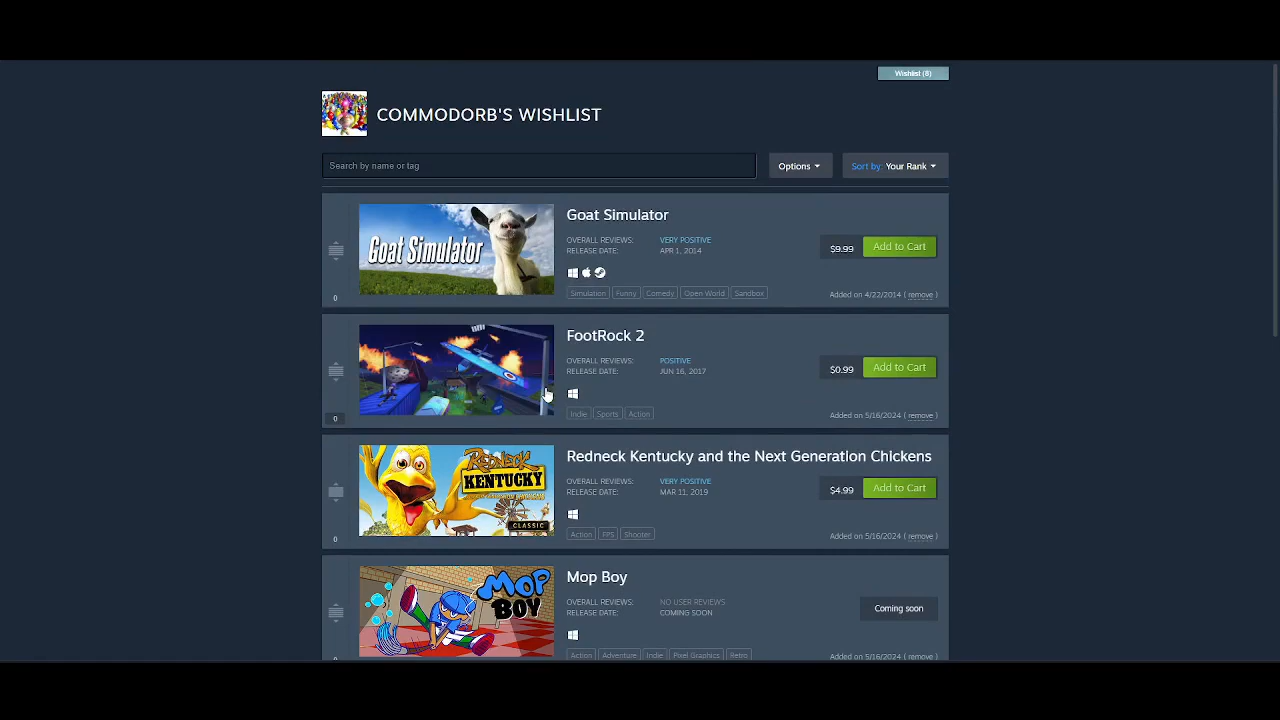 Wishlist (8)
COMMODORB'S WISHLIST
Search by name or tag
Options
Sort by: Your Rank
Goat Simulator
Goat Simulator
OVERALL REVIEWS: VERY POSITIVE
RELEASE DATE: APR 1, 2014
$9.99 Add to Cart
0
Simulation Funny Comedy Open World Sandbox
Added on 4/22/2014 ( remove )
FootRock 2
OVERALL REVIEWS: POSITIVE
RELEASE DATE: JUN 16, 2017
$0.99 Add to Cart
0
Indie Sports Action
Added on 5/16/2024 ( remove )
REDNECK
KENTUCKY
CLASSIC
Redneck Kentucky and the Next Generation Chickens
OVERALL REVIEWS: VERY POSITIVE
RELEASE DATE: MAR 11, 2019
$4.99 Add to Cart
0
Action FPS Shooter
Added on 5/16/2024 ( remove )
MOP
BOY
Mop Boy
OVERALL REVIEWS: NO USER REVIEWS
RELEASE DATE: COMING SOON
Coming soon
Action Adventure Indie Pixel Graphics Retro
Added on 5/16/2024 ( remove )